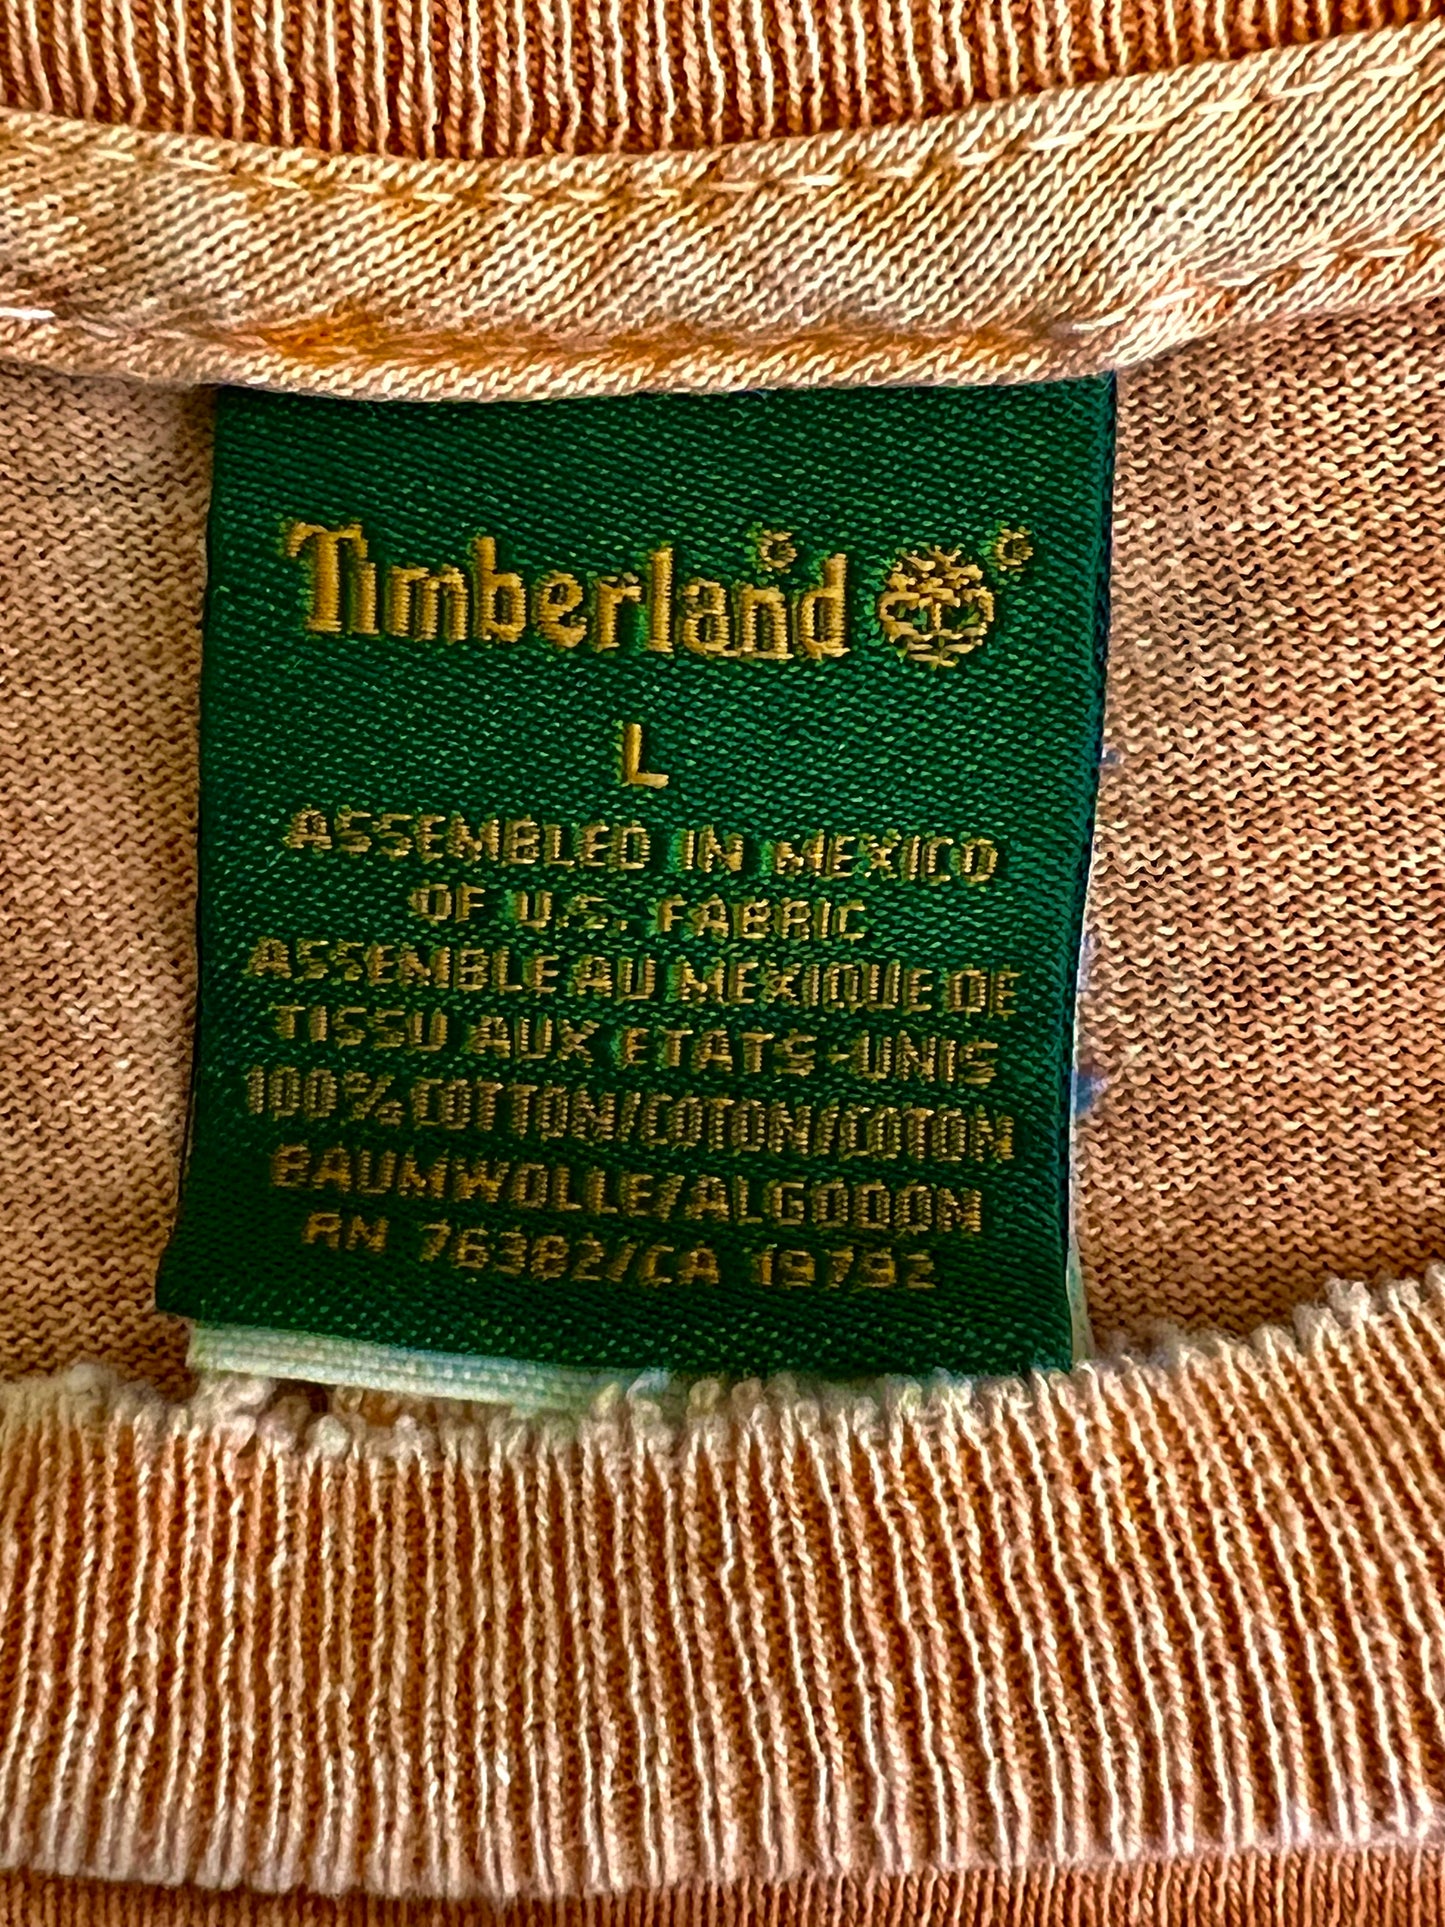 Timberland
L
ASSEMBLED IN MEXICO
OF U.S. FABRIC
ASSEMBLE AU MEXIQUE DE
TISSU AUX ETATS-UNIS
100% COTTON/COTON/COTON
BAUMWOLLE/ALGODON
RN 76382/CA 19792